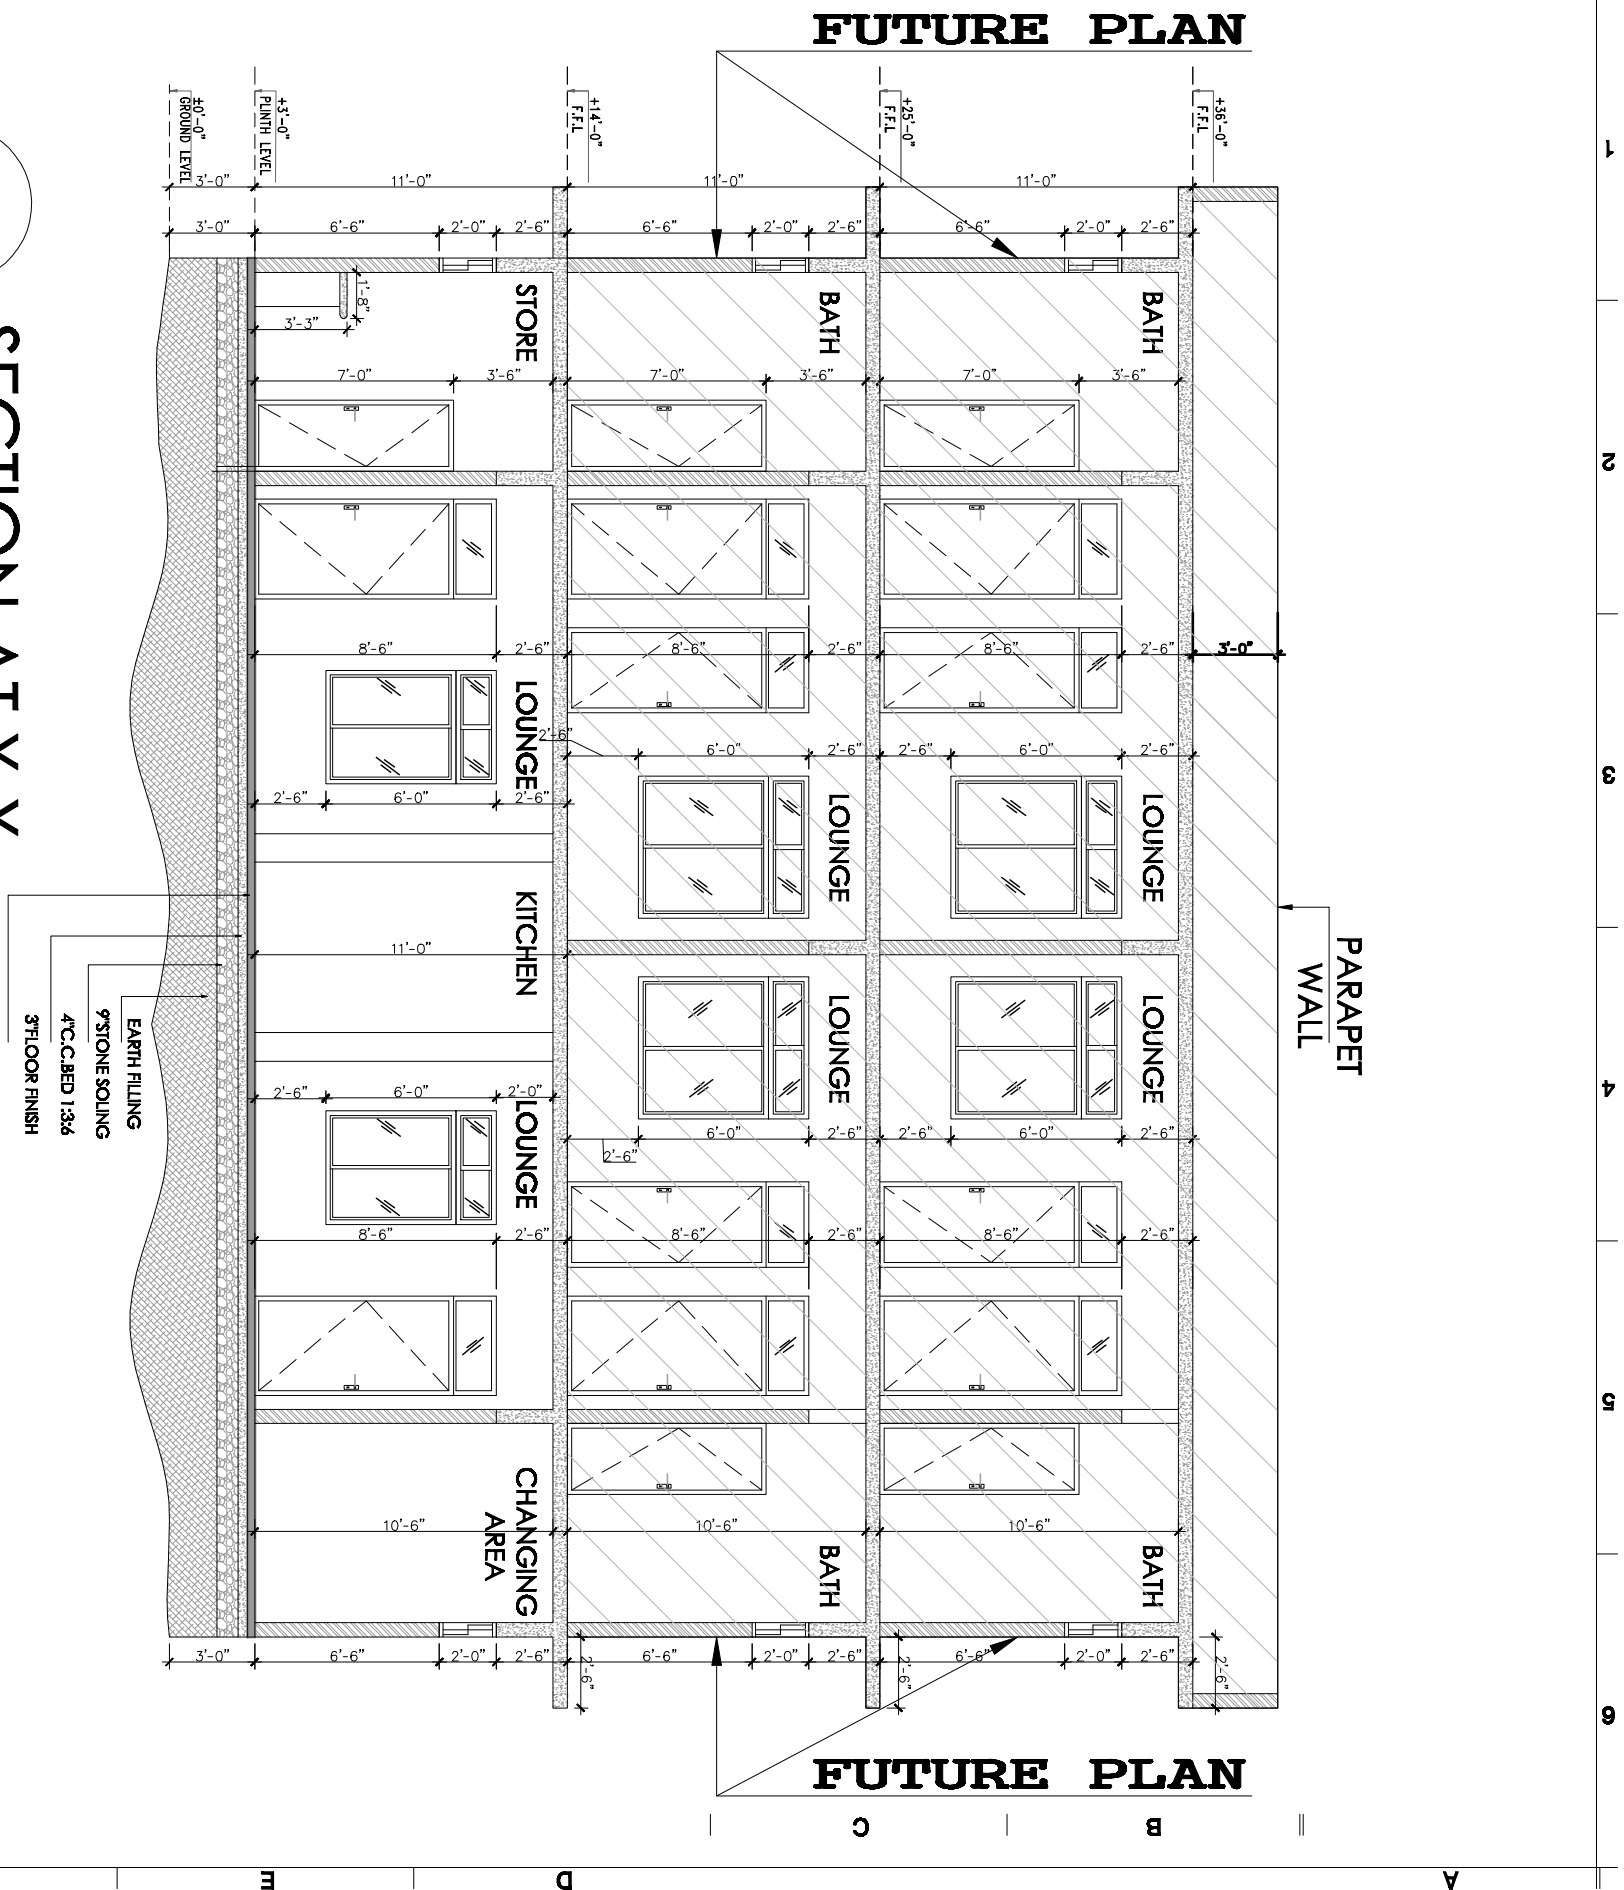 FUTURE PLAN
PARAPET
WALL
+36'-0"
F.F.L
+25'-0"
F.F.L
+14'-0"
F.F.L
+3'-0"
PLINTH LEVEL
±0'-0"
GROUND LEVEL
3'-0" 11'-0" 11'-0" 11'-0"
3'-0" 6'-6" 2'-0" 2'-6" 6'-6" 2'-0" 2'-6" 6'-6" 2'-0" 2'-6"
STORE BATH BATH
1'-8"
3'-3"
7'-0" 3'-6" 7'-0" 3'-6" 7'-0" 3'-6"
8'-6" 2'-6" 8'-6" 2'-6" 8'-6" 2'-6" 3'-0"
LOUNGE
2'-6"
6'-0" 2'-6" 2'-6" 6'-0" 2'-6"
2'-6" 6'-0" 2'-6"
LOUNGE LOUNGE
KITCHEN
11'-0"
LOUNGE LOUNGE
2'-6" 6'-0" 2'-0"
LOUNGE
6'-0" 2'-6" 2'-6" 6'-0" 2'-6"
2'-6"
8'-6" 2'-6" 8'-6" 2'-6" 8'-6" 2'-6"
CHANGING
AREA
10'-6" 10'-6" 10'-6"
BATH BATH
3'-0" 6'-6" 2'-0" 2'-6" 6'-6" 2'-0" 2'-6" 6'-6" 2'-0" 2'-6"
2'-6" 2'-6" 2'-6"
FUTURE PLAN
EARTH FILLING
9"STONE SOLING
4"C.C.BED 1:3:6
3"FLOOR FINISH
SECTION AT
1
2
3
4
5
6
A
B
C
D
E